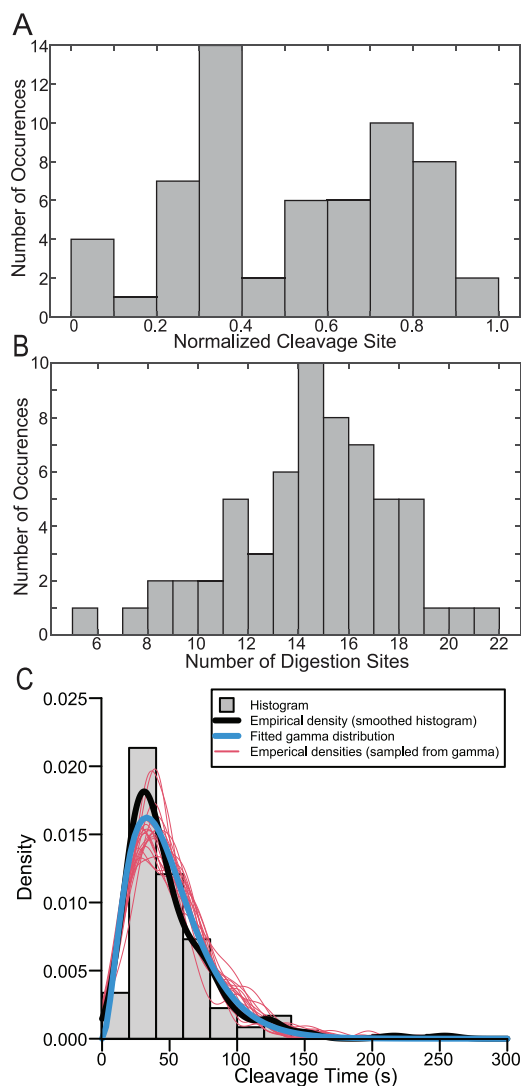 A
14
12
10
8
6
4
2
0
Number of Occurences
0 0.2 0.4 0.6 0.8 1.0
Normalized Cleavage Site
B
10
8
6
4
2
0
Number of Occurences
6 8 10 12 14 16 18 20 22
Number of Digestion Sites
C
0.025
0.020
0.015
0.010
0.005
0.000
Density
Histogram
Empirical density (smoothed histogram)
Fitted gamma distribution
Emperical densities (sampled from gamma)
0 50 100 150 200 250 300
Cleavage Time (s)